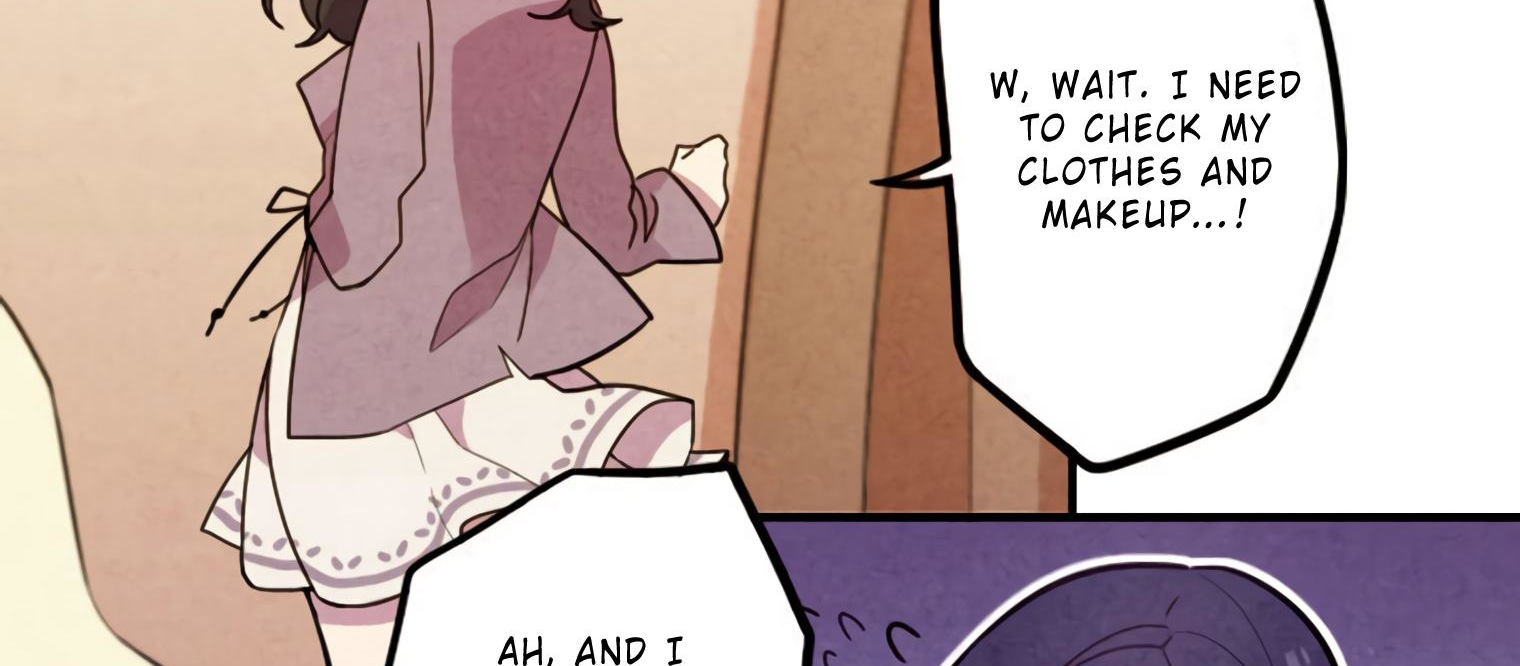 W, WAIT. I NEED
TO CHECK MY
CLOTHES AND
MAKEUP...!
AH, AND I